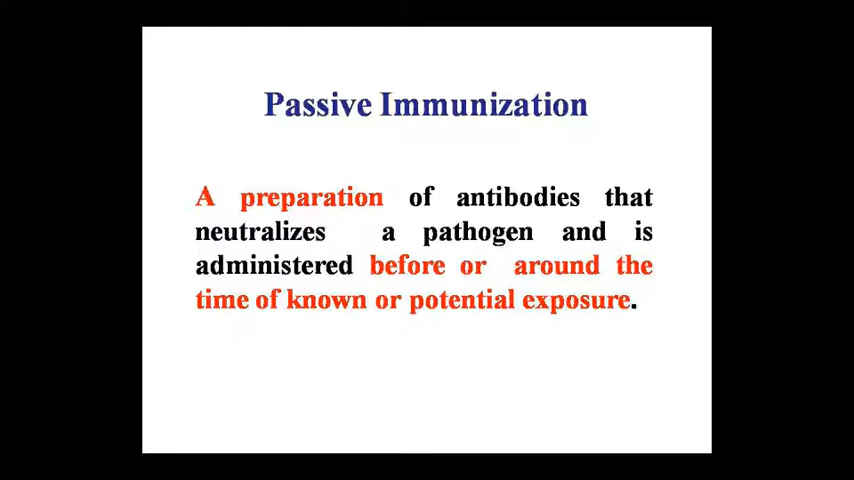 Passive Immunization
A preparation of antibodies that
neutralizes a pathogen and is
administered before or around the
time of known or potential exposure.